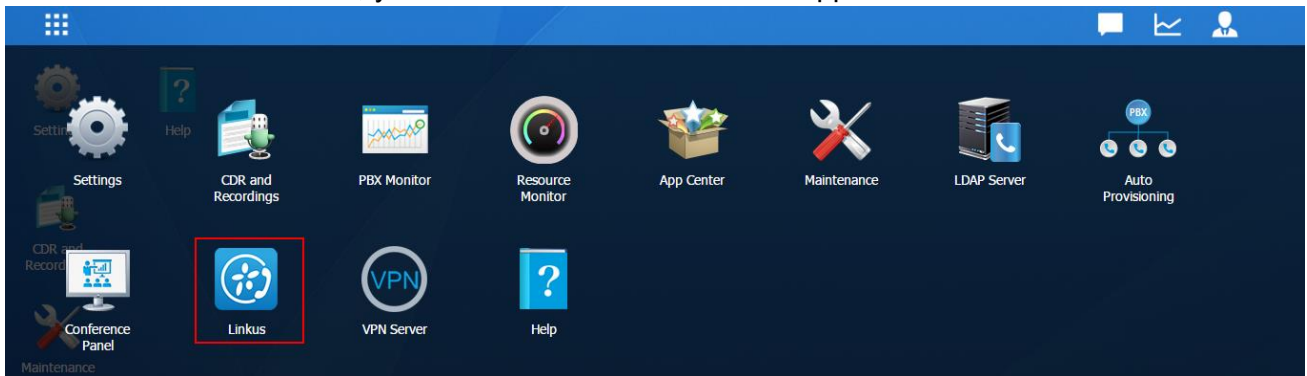 ?
Settin
Help
PBX
Settings
CDR and
Recordings
PBX Monitor
Resource
Monitor
App Center
Maintenance
LDAP Server
Auto
Provisioning
CDR and
Record
VPN
?
Conference
Panel
Linkus
VPN Server
Help
Maintenance